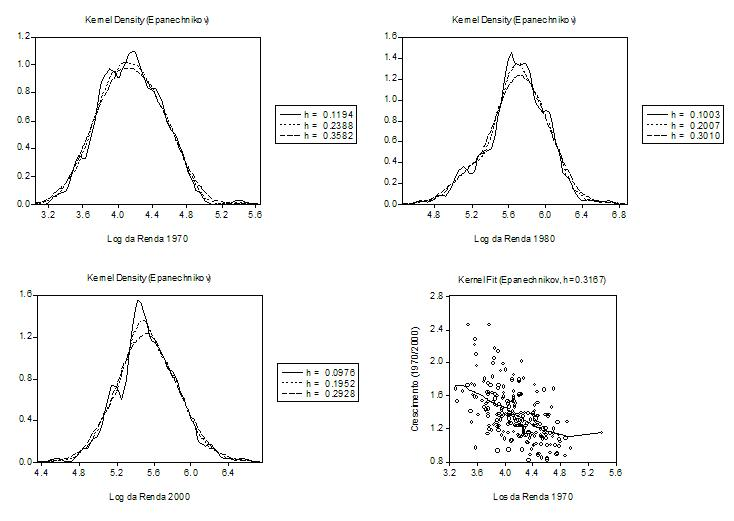 Kernel Density (Epanechnikov)
1.2
1.0
0.8
0.6
0.4
0.2
0.0
3.2 3.6 4.0 4.4 4.8 5.2 5.6
h = 0.1194
h = 0.2388
h = 0.3582
Log da Renda 1970
Kernel Density (Epanechnikov)
1.6
1.4
1.2
1.0
0.8
0.6
0.4
0.2
0.0
4.8 5.2 5.6 6.0 6.4 6.8
h = 0.1003
h = 0.2007
h = 0.3010
Log da Renda 1980
Kernel Density (Epanechnikov)
1.6
1.2
0.8
0.4
0.0
4.4 4.8 5.2 5.6 6.0 6.4
h = 0.0976
h = 0.1952
h = 0.2928
Log da Renda 2000
Kernel Fit (Epanechnikov, h=0.3167)
Crescimento (1970/2000)
2.8
2.4
2.0
1.6
1.2
0.8
3.2 3.6 4.0 4.4 4.8 5.2 5.6
Los da Renda 1970